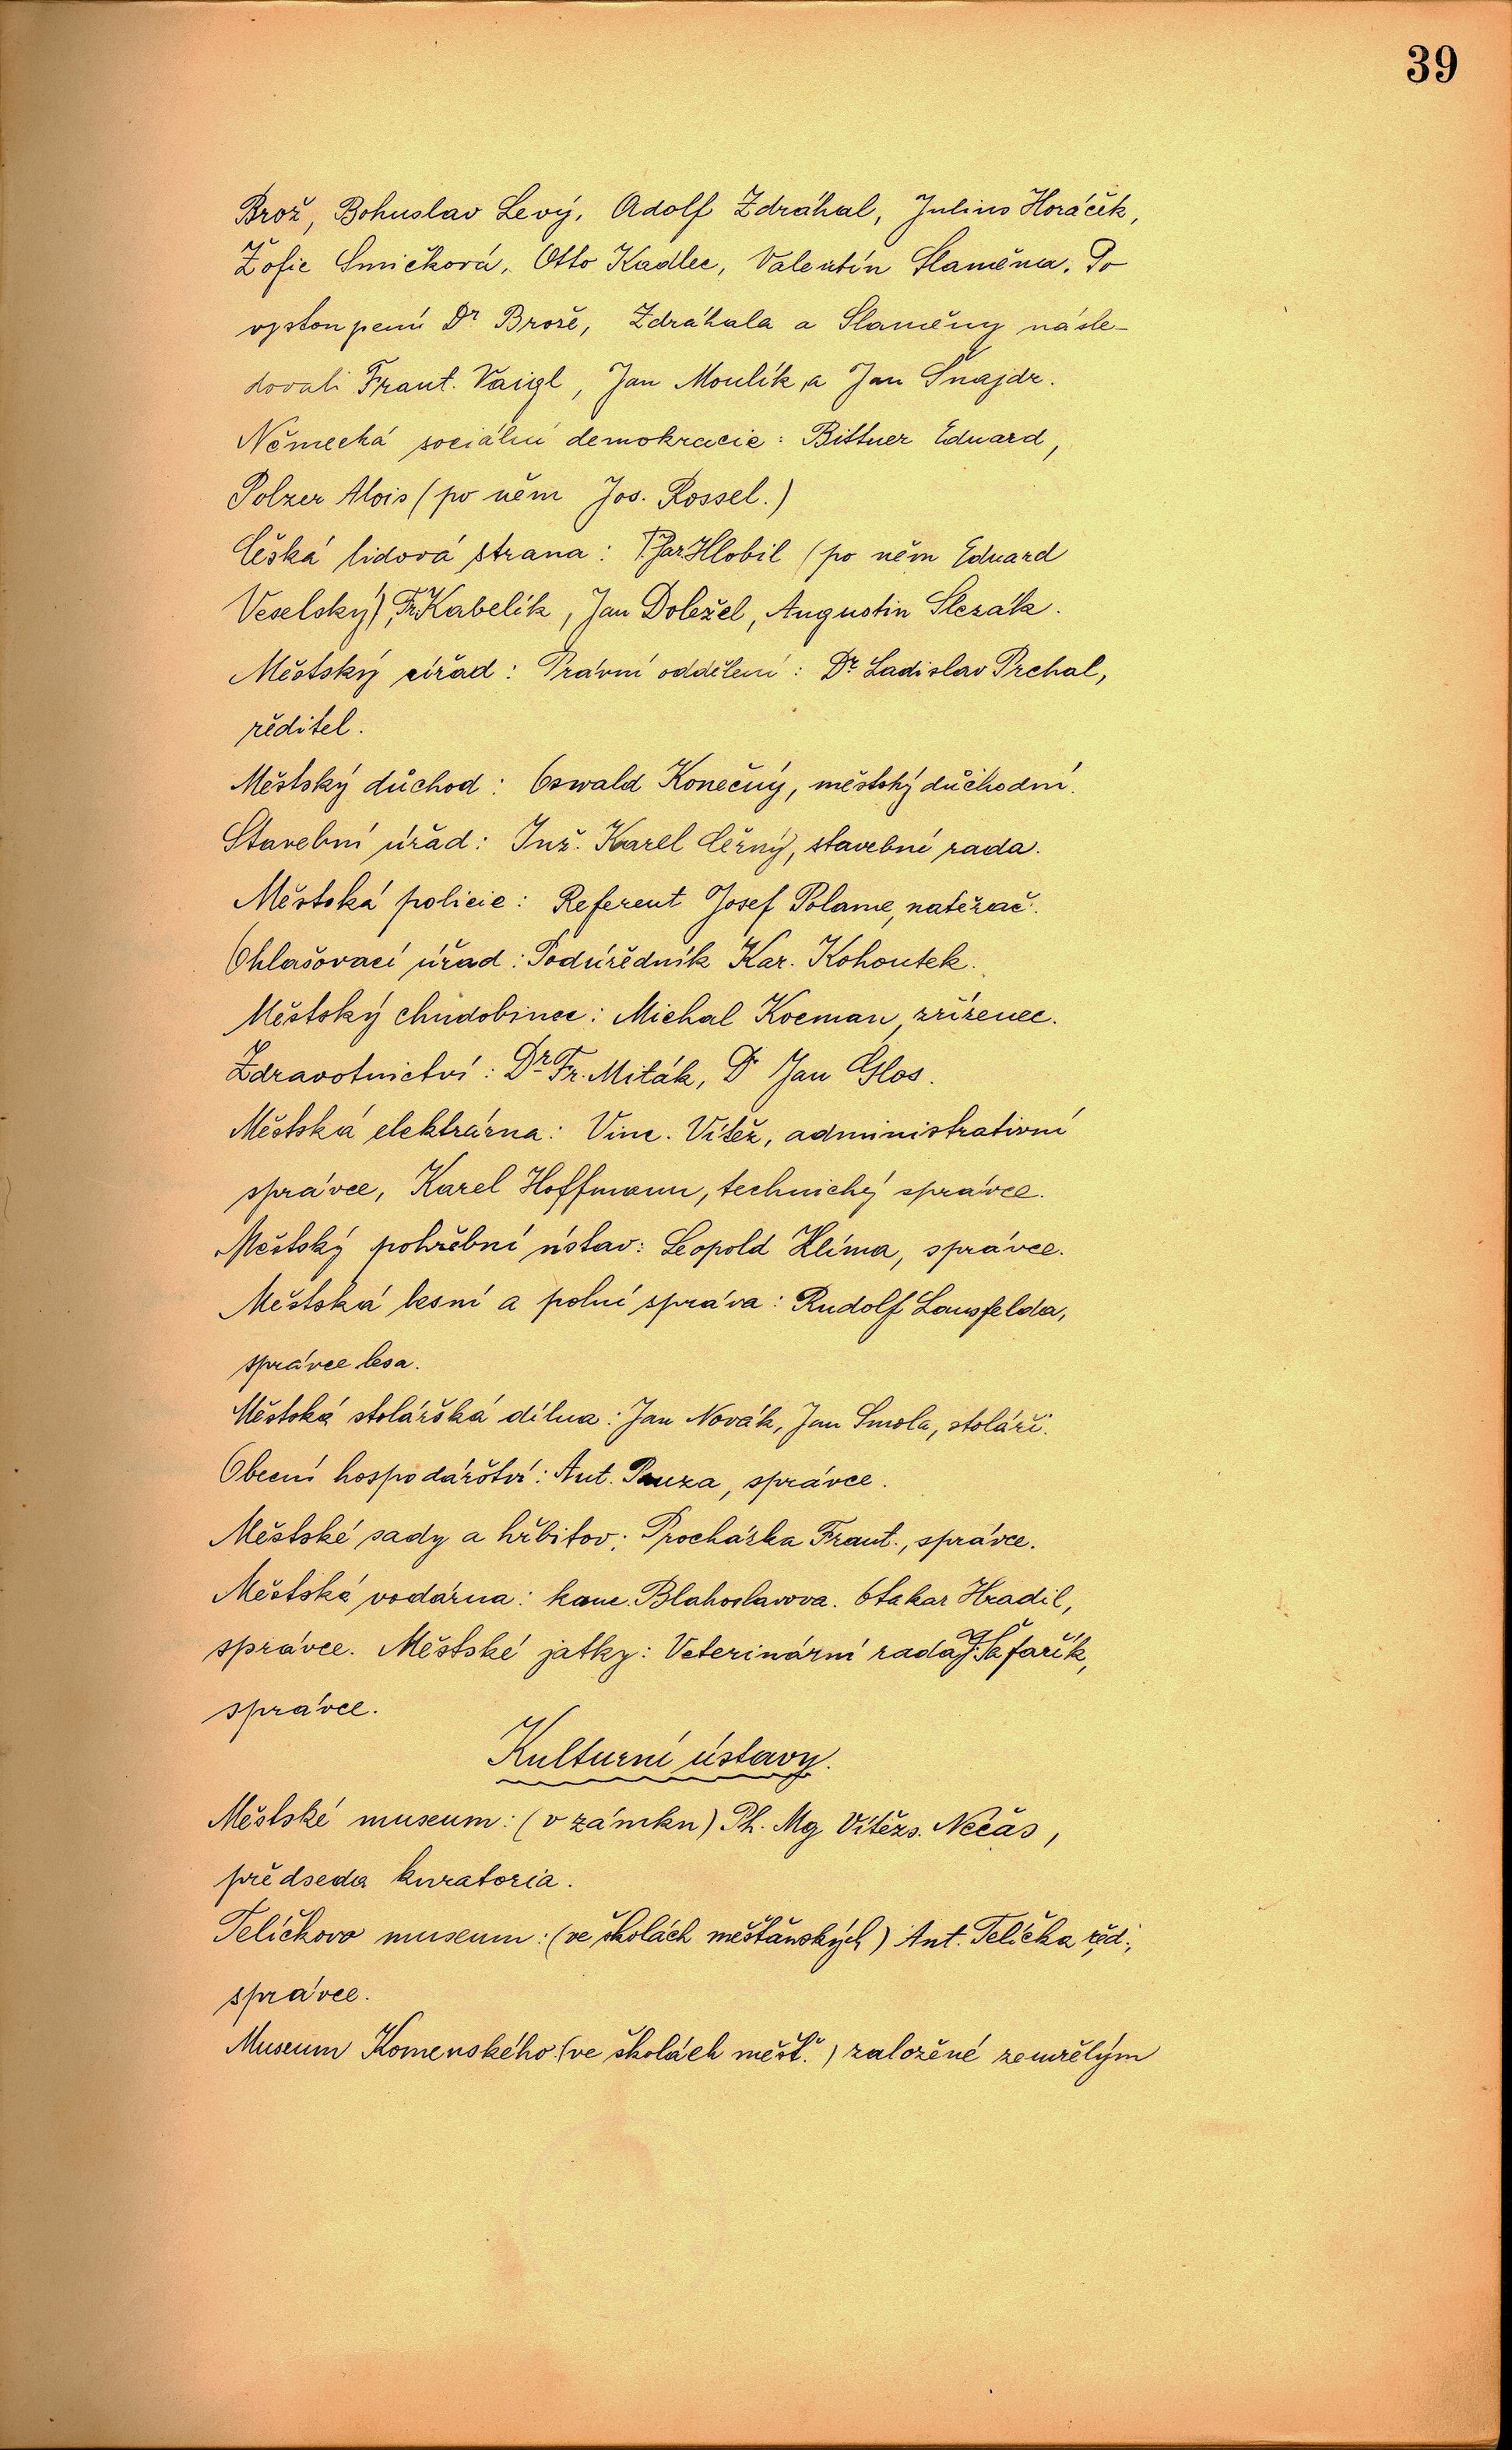 39
Brož, Bohuslav Levý, Adolf Zdráhal, Julius Horáček,
Žofie Smičková, Otto Kadlec, Valentin Slaměna. Po
vystoupení Dr Brože, Zdráhala a Slaměny násle-
dovali Frant. Vaigl, Jan Moulík, a Jan Šnajdr.
Německá sociální demokracie: Bittner Eduard,
Polzer Alois (po něm Jos. Rossel.)
Česká lidová strana: Hlobil (po něm Eduard
Veselský), Fr. Kabelík, Jan Doležel, Augustin Slezák.
Městský úřad: Právní oddělení: Dr. Ladislav Prchal,
ředitel.
Městský důchod: Oswald Konečný, městský důchodní.
Stavební úřad: Inž. Karel Černý, stavební rada.
Městská policie: Referent Josef Polame,
Ohlašovací úřad: Podúředník Kar. Kohoutek.
Městský chudobinec: Michal Kocman, zřízenec.
Zdravotnictví: Dr. Fr. Miták, Dr Jan Glos.
Městská elektrárna: Vinc. Vítěz, administrativní
správce, Karel Hoffmann, technický správce.
Městský pohřební ústav: Leopold Klíma, správce.
Městská lesní a polní správa: Rudolf Lausfelda,
správce lesa.
Městská stolářská dílna: Jan Novák, Jan Smola, stoláři.
Obecní hospodářství: Ant. Pauza, správce.
Městské sady a hřbitov: Procházka Frant., správce.
Městská vodárna: kanc. Blahoslavova. Otakar Hradil,
správce. Městské jatky: Veterinární rada J. Šafařík,
správce.
Kulturní ústavy.
Městské museum: (v zámku) Ph. Mg Vítězs. Nečas,
předseda kuratoria.
Teličkovo museum: (ve školách měšťanských) Ant. Telička řed.,
správce.
Museum Komenského (ve školách měšť.) založené zemřelým